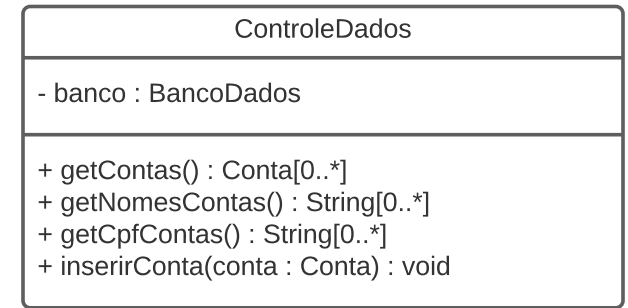 ControleDados
- banco : BancoDados
+ getContas() : Conta[0..*]
+ getNomesContas() : String[0..*]
+ getCpfContas() : String[0..*]
+ inserirConta(conta : Conta) : void